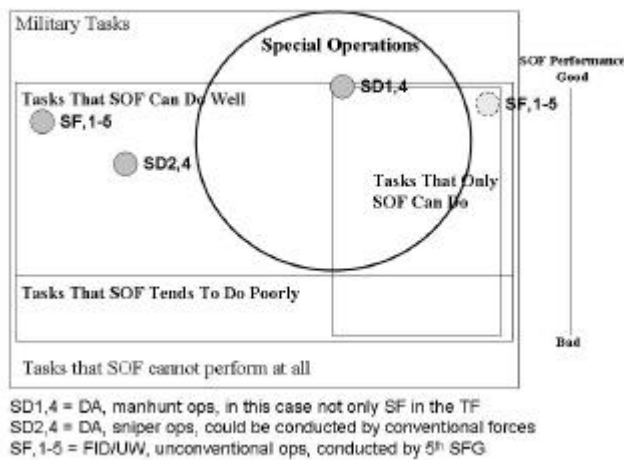 Military Tasks
Special Operations
SOF Performance
Good
Tasks That SOF Can Do Well
SD1,4
SF,1-5
SF,1-5
SD2,4
Tasks That Only
SOF Can Do
Tasks That SOF Tends To Do Poorly
Bad
Tasks that SOF cannot perform at all
SD1,4 = DA, manhunt ops, in this case not only SF in the TF
SD2,4 = DA, sniper ops, could be conducted by conventional forces
SF,1-5 = FID/UW, unconventional ops, conducted by 5th SFG